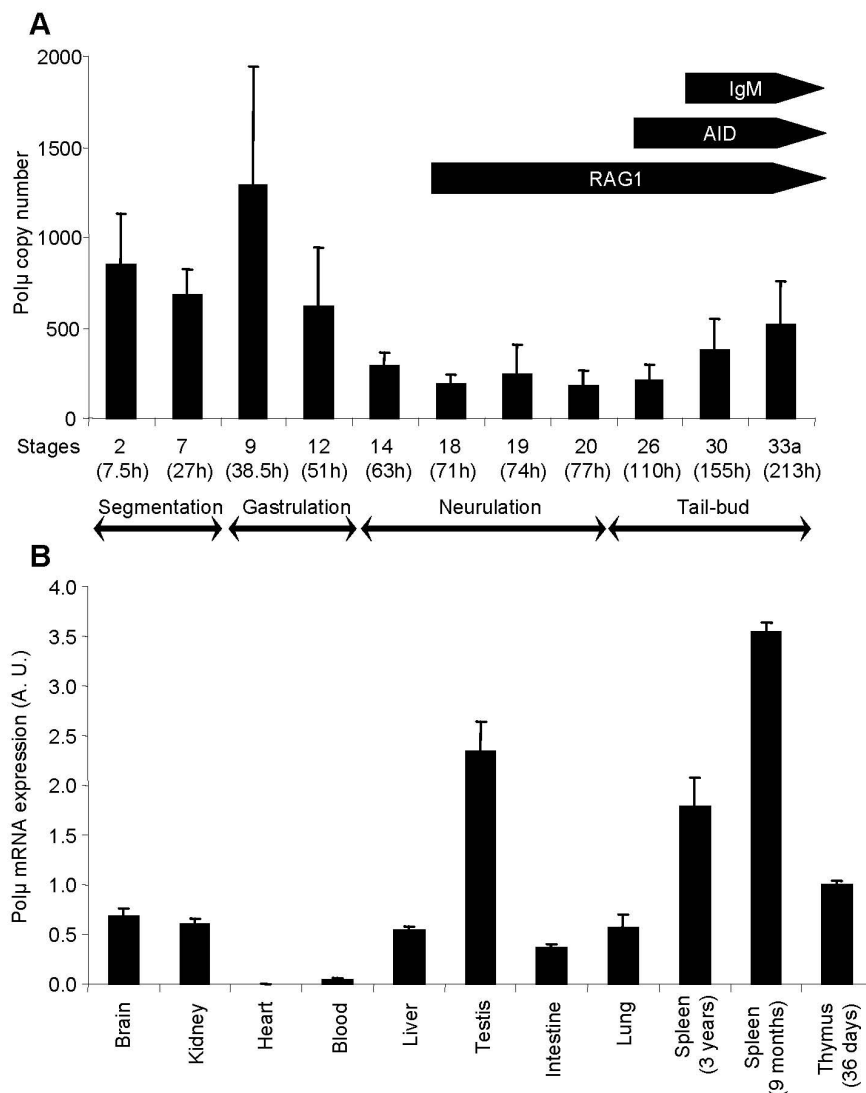 A
2000
1500
1000
500
0
Polµ copy number
IgM
AID
RAG1
Stages 2 7 9 12 14 18 19 20 26 30 33a
(7.5h) (27h) (38.5h) (51h) (63h) (71h) (74h) (77h) (110h) (155h) (213h)
Segmentation Gastrulation Neurulation Tail-bud
B
4.0
3.5
3.0
2.5
2.0
1.5
1.0
0.5
0.0
Polµ mRNA expression (A. U.)
Brain
Kidney
Heart
Blood
Liver
Testis
Intestine
Lung
Spleen
(3 years)
Spleen
(9 months)
Thymus
(36 days)